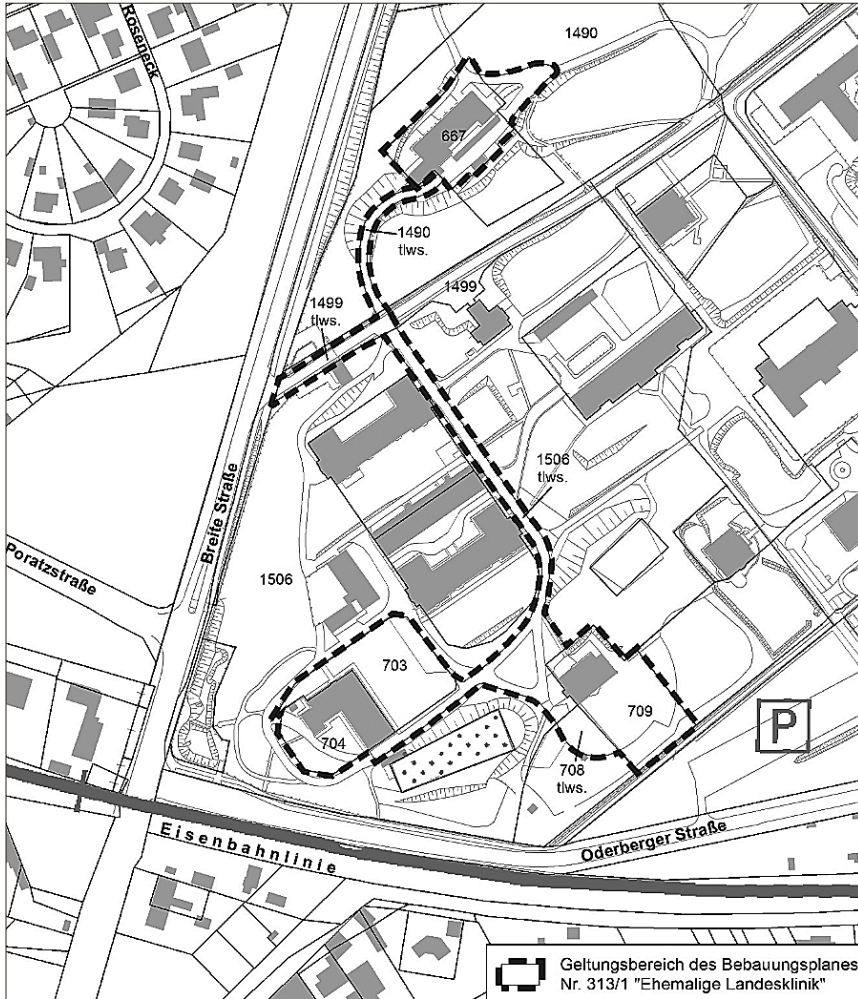 Roseneck
1490
667
1490
tlws.
1499
1499
tlws.
Breite Straße
1506
tlws.
Poratzstraße
1506
703
704
709
P
708
tlws.
Oderberger Straße
Eisenbahnlinie
Geltungsbereich des Bebauungsplanes
Nr. 313/1 "Ehemalige Landesklinik"